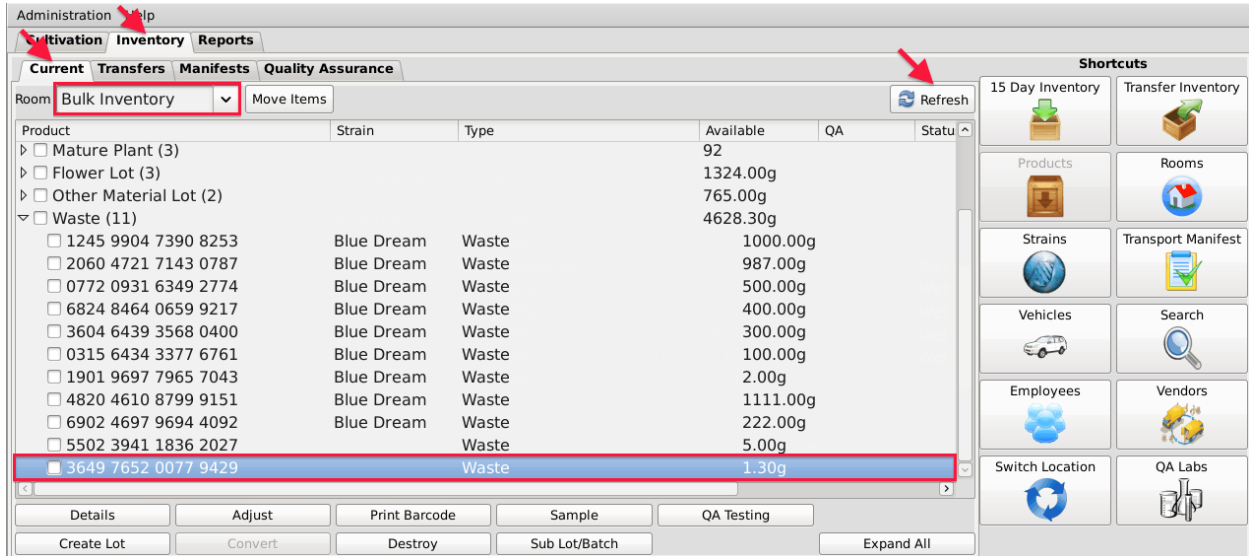 Administration Help
Cultivation Inventory Reports
Current Transfers Manifests Quality Assurance
Room Bulk Inventory Move Items Refresh
Product Strain Type Available QA Statu
Mature Plant (3) 92
Flower Lot (3) 1324.00g
Other Material Lot (2) 765.00g
Waste (11) 4628.30g
1245 9904 7390 8253 Blue Dream Waste 1000.00g
2060 4721 7143 0787 Blue Dream Waste 987.00g
0772 0931 6349 2774 Blue Dream Waste 500.00g
6824 8464 0659 9217 Blue Dream Waste 400.00g
3604 6439 3568 0400 Blue Dream Waste 300.00g
0315 6434 3377 6761 Blue Dream Waste 100.00g
1901 9697 7965 7043 Blue Dream Waste 2.00g
4820 4610 8799 9151 Blue Dream Waste 1111.00g
6902 4697 9694 4092 Blue Dream Waste 222.00g
5502 3941 1836 2027 Waste 5.00g
3649 7652 0077 9429 Waste 1.30g
Details Adjust Print Barcode Sample QA Testing
Create Lot Convert Destroy Sub Lot/Batch Expand All
Shortcuts
15 Day Inventory Transfer Inventory
Products Rooms
Strains Transport Manifest
Vehicles Search
Employees Vendors
Switch Location QA Labs